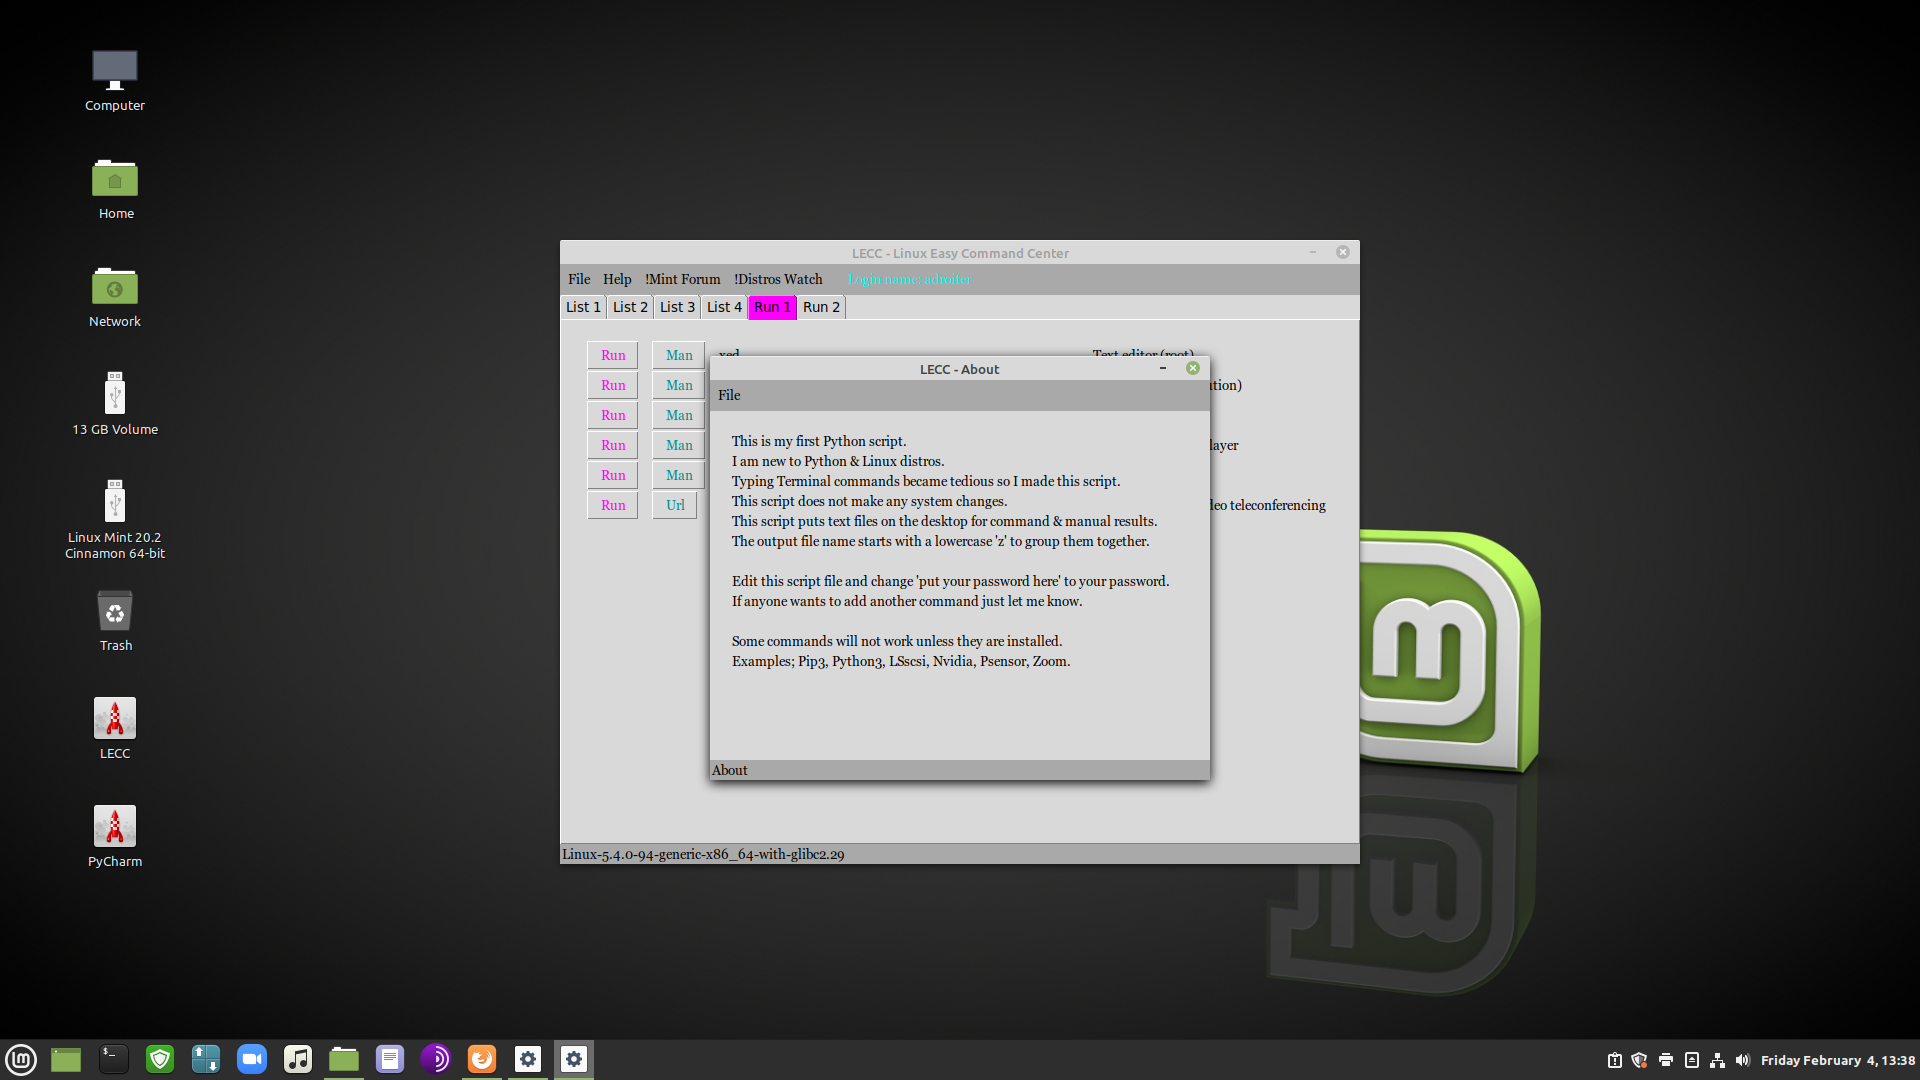 Computer
Home
Network
13 GB Volume
Linux Mint 20.2
Cinnamon 64-bit
Trash
LECC
PyCharm
LECC - Linux Easy Command Center
File Help !Mint Forum !Distros Watch Login name: adreiter
List 1 List 2 List 3 List 4 Run 1 Run 2
Run Man xed Text editor (root)
Run Man
Run Man
Run Man
Run Man
Run Url teleconferencing
LECC - About
File
This is my first Python script.
I am new to Python & Linux distros.
Typing Terminal commands became tedious so I made this script.
This script does not make any system changes.
This script puts text files on the desktop for command & manual results.
The output file name starts with a lowercase 'z' to group them together.
Edit this script file and change 'put your password here' to your password.
If anyone wants to add another command just let me know.
Some commands will not work unless they are installed.
Examples; Pip3, Python3, LSscsi, Nvidia, Psensor, Zoom.
About
Linux-5.4.0-94-generic-x86_64-with-glibc2.29
Friday February 4, 13:38